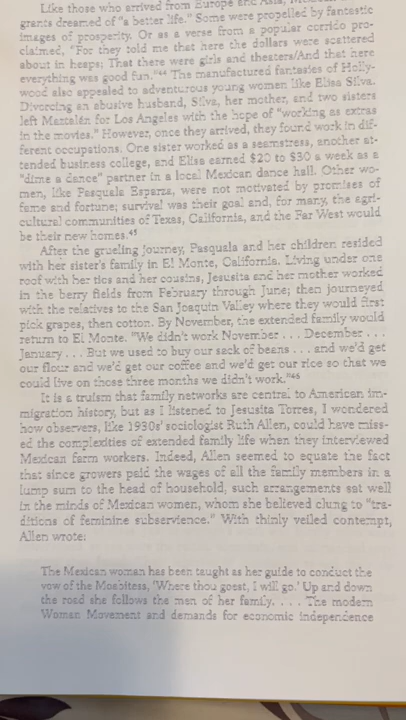 Like those who arrived from Europe and Asia,
grants dreamed of "a better life." Some were propelled by fantastic
images of prosperity. Or as a verse from a popular corrido pro-
claimed, "For they told me that here the dollars were scattered
about in heaps; That there were girls and theaters/And that here
everything was good fun."44 The manufactured fantasies of Holly-
wood also appealed to adventurous young women like Elisa Silva.
Divorcing an abusive husband, Silva, her mother, and two sisters
left Mazatlán for Los Angeles with the hope of "working as extras
in the movies." However, once they arrived, they found work in dif-
ferent occupations. One sister worked as a seamstress, another at-
tended business college, and Elisa earned $20 to $30 a week as a
"dime a dance" partner in a local Mexican dance hall. Other wo-
men, like Pasquala Esparza, were not motivated by promises of
fame and fortune; survival was their goal and, for many, the agri-
cultural communities of Texas, California, and the Far West would
be their new homes.45
After the grueling journey, Pasquala and her children resided
with her sister's family in El Monte, California. Living under one
roof with her tíos and her cousins, Jesusita and her mother worked
in the berry fields from February through June; then journeyed
with the relatives to the San Joaquin Valley where they would first
pick grapes, then cotton. By November, the extended family would
return to El Monte. "We didn't work November . . . December . . .
January . . . But we used to buy our sack of beans . . . and we'd get
our flour and we'd get our coffee and we'd get our rice so that we
could live on those three months we didn't work."46
It is a truism that family networks are central to American im-
migration history, but as I listened to Jesusita Torres, I wondered
how observers, like 1930s' sociologist Ruth Allen, could have miss-
ed the complexities of extended family life when they interviewed
Mexican farm workers. Indeed, Allen seemed to equate the fact
that since growers paid the wages of all the family members in a
lump sum to the head of household, such arrangements sat well
in the minds of Mexican women, whom she believed clung to "tra-
ditions of feminine subservience." With thinly veiled contempt,
Allen wrote:
The Mexican woman has been taught as her guide to conduct the
vow of the Moabitess, 'Where thou goest, I will go.' Up and down
the road she follows the men of her family. . . . The modern
Woman Movement and demands for economic independence